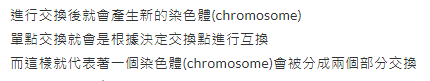 進行交換後就會產生新的染色體(chromosome)
單點交換就會是根據決定交換點進行互換
而這樣就代表著一個染色體(chromosome)會被分成兩個部分交換